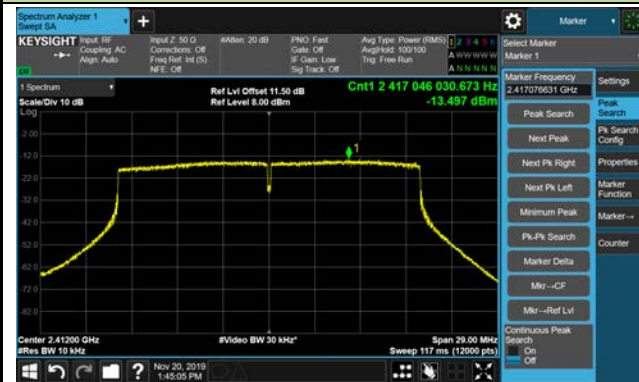 Spectrum Analyzer 1
Swept SA
Marker
KEYSIGHT
Input: RF
Coupling: AC
Align: Auto
Input Z: 50 Ω
Corrections: Off
Freq Ref: Int (S)
NFE: Off
#Atten: 20 dB
PNO: Fast
Gate: Off
IF Gain: Low
Sig Track: Off
Avg Type: Power (RMS)
Avg|Hold: 100/100
Trig: Free Run
1 2 3 4 5 6
A W W W W W
A N N N N N
Select Marker
Marker 1
1 Spectrum
Scale/Div 10 dB
Log
Ref Lvl Offset 11.50 dB
Ref Level 8.00 dBm
Cnt1 2 417 046 030.673 Hz
-13.497 dBm
-2.00
-12.0
-22.0
-32.0
-42.0
-52.0
-62.0
-72.0
-82.0
1
Center 2.41200 GHz
#Res BW 10 kHz
#Video BW 30 kHz*
Span 29.00 MHz
Sweep 117 ms (12000 pts)
Marker Frequency
2.417076631 GHz
Peak Search
Next Peak
Next Pk Right
Next Pk Left
Minimum Peak
Pk-Pk Search
Marker Delta
Mkr→CF
Mkr→Ref Lvl
Continuous Peak
Search
On
Off
Settings
Peak
Search
Pk Search
Config
Properties
Marker
Function
Marker→
Counter
Nov 20, 2019
1:45:05 PM